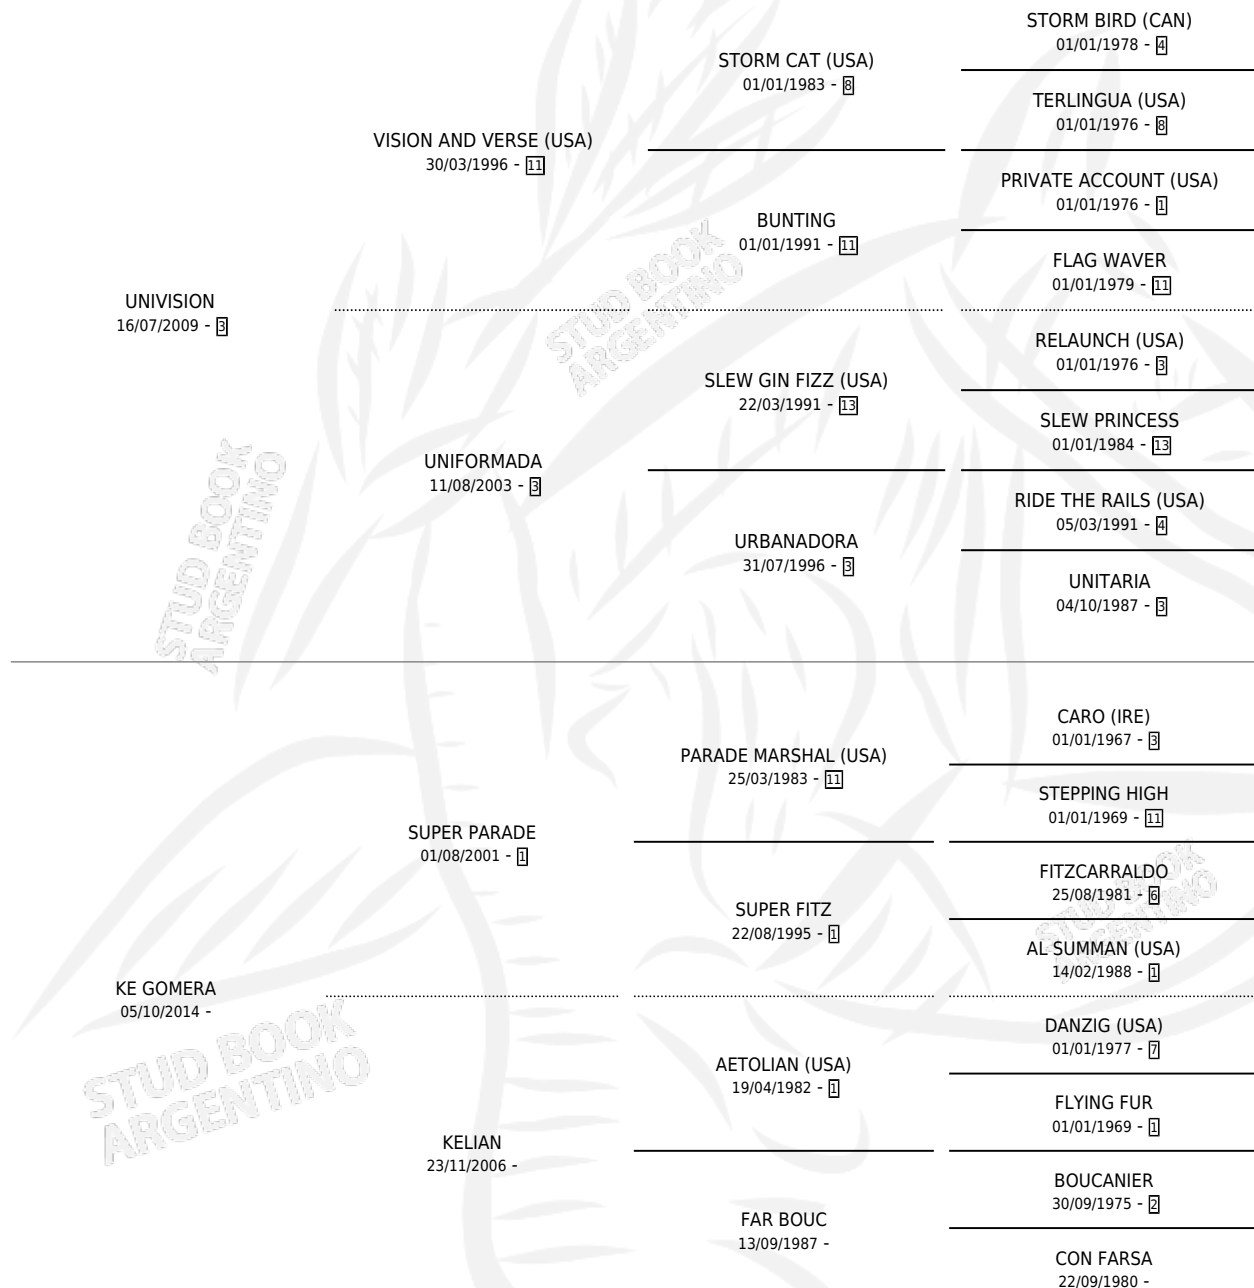 STORM BIRD (CAN)
01/01/1978 - 4
STORM CAT (USA)
01/01/1983 - 8
TERLINGUA (USA)
01/01/1976 - 8
VISION AND VERSE (USA)
30/03/1996 - 11
PRIVATE ACCOUNT (USA)
01/01/1976 - 1
BUNTING
01/01/1991 - 11
FLAG WAVER
01/01/1979 - 11
UNIVISION
16/07/2009 - 3
RELAUNCH (USA)
01/01/1976 - 3
SLEW GIN FIZZ (USA)
22/03/1991 - 13
SLEW PRINCESS
01/01/1984 - 13
UNIFORMADA
11/08/2003 - 3
RIDE THE RAILS (USA)
05/03/1991 - 4
URBANADORA
31/07/1996 - 3
UNITARIA
04/10/1987 - 3
CARO (IRE)
01/01/1967 - 3
PARADE MARSHAL (USA)
25/03/1983 - 11
STEPPING HIGH
01/01/1969 - 11
SUPER PARADE
01/08/2001 - 1
FITZCARRALDO
25/08/1981 - 6
SUPER FITZ
22/08/1995 - 1
AL SUMMAN (USA)
14/02/1988 - 1
KE GOMERA
05/10/2014 -
DANZIG (USA)
01/01/1977 - 7
AETOLIAN (USA)
19/04/1982 - 1
FLYING FUR
01/01/1969 - 1
KELIAN
23/11/2006 -
BOUCANIER
30/09/1975 - 2
FAR BOUC
13/09/1987 -
CON FARSA
22/09/1980 -
STUD BOOK
ARGENTINO
STUD BOOK
ARGENTINO
STUD BOOK
ARGENTINO
STUD BOOK
ARGENTINO